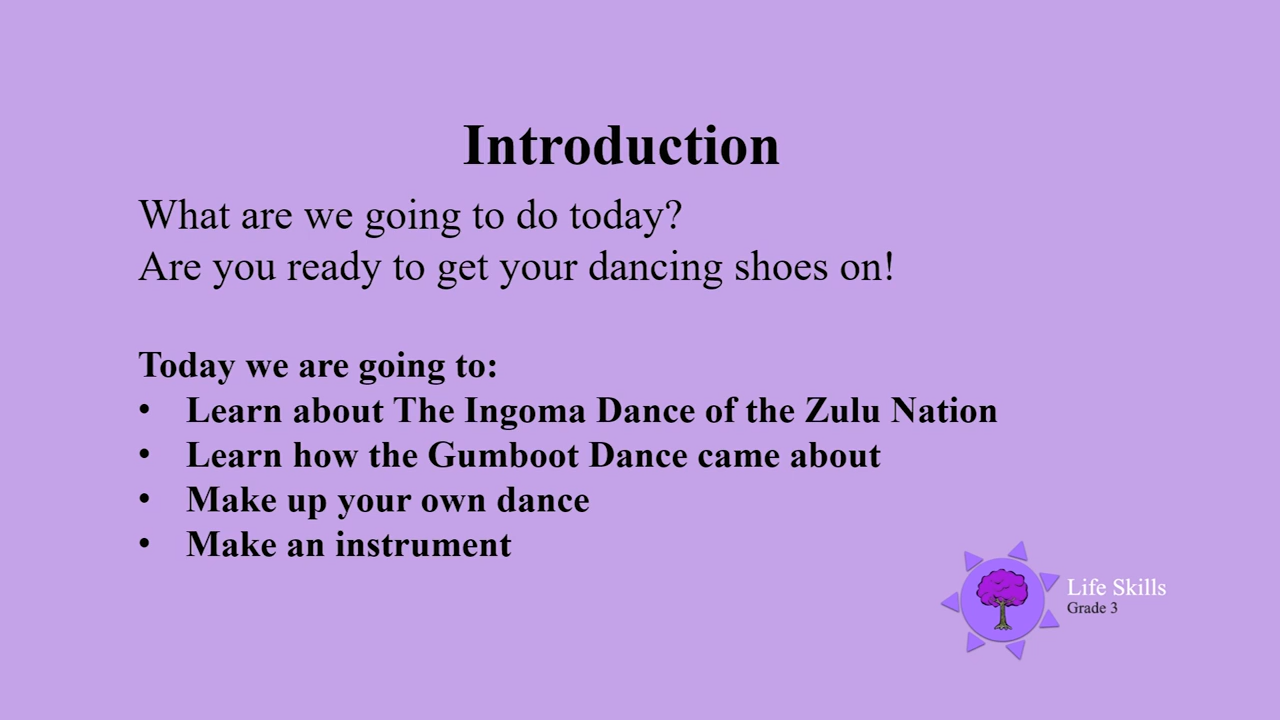 Introduction
What are we going to do today?
Are you ready to get your dancing shoes on!
Today we are going to:
• Learn about The Ingoma Dance of the Zulu Nation
• Learn how the Gumboot Dance came about
• Make up your own dance
• Make an instrument
Life Skills
Grade 3